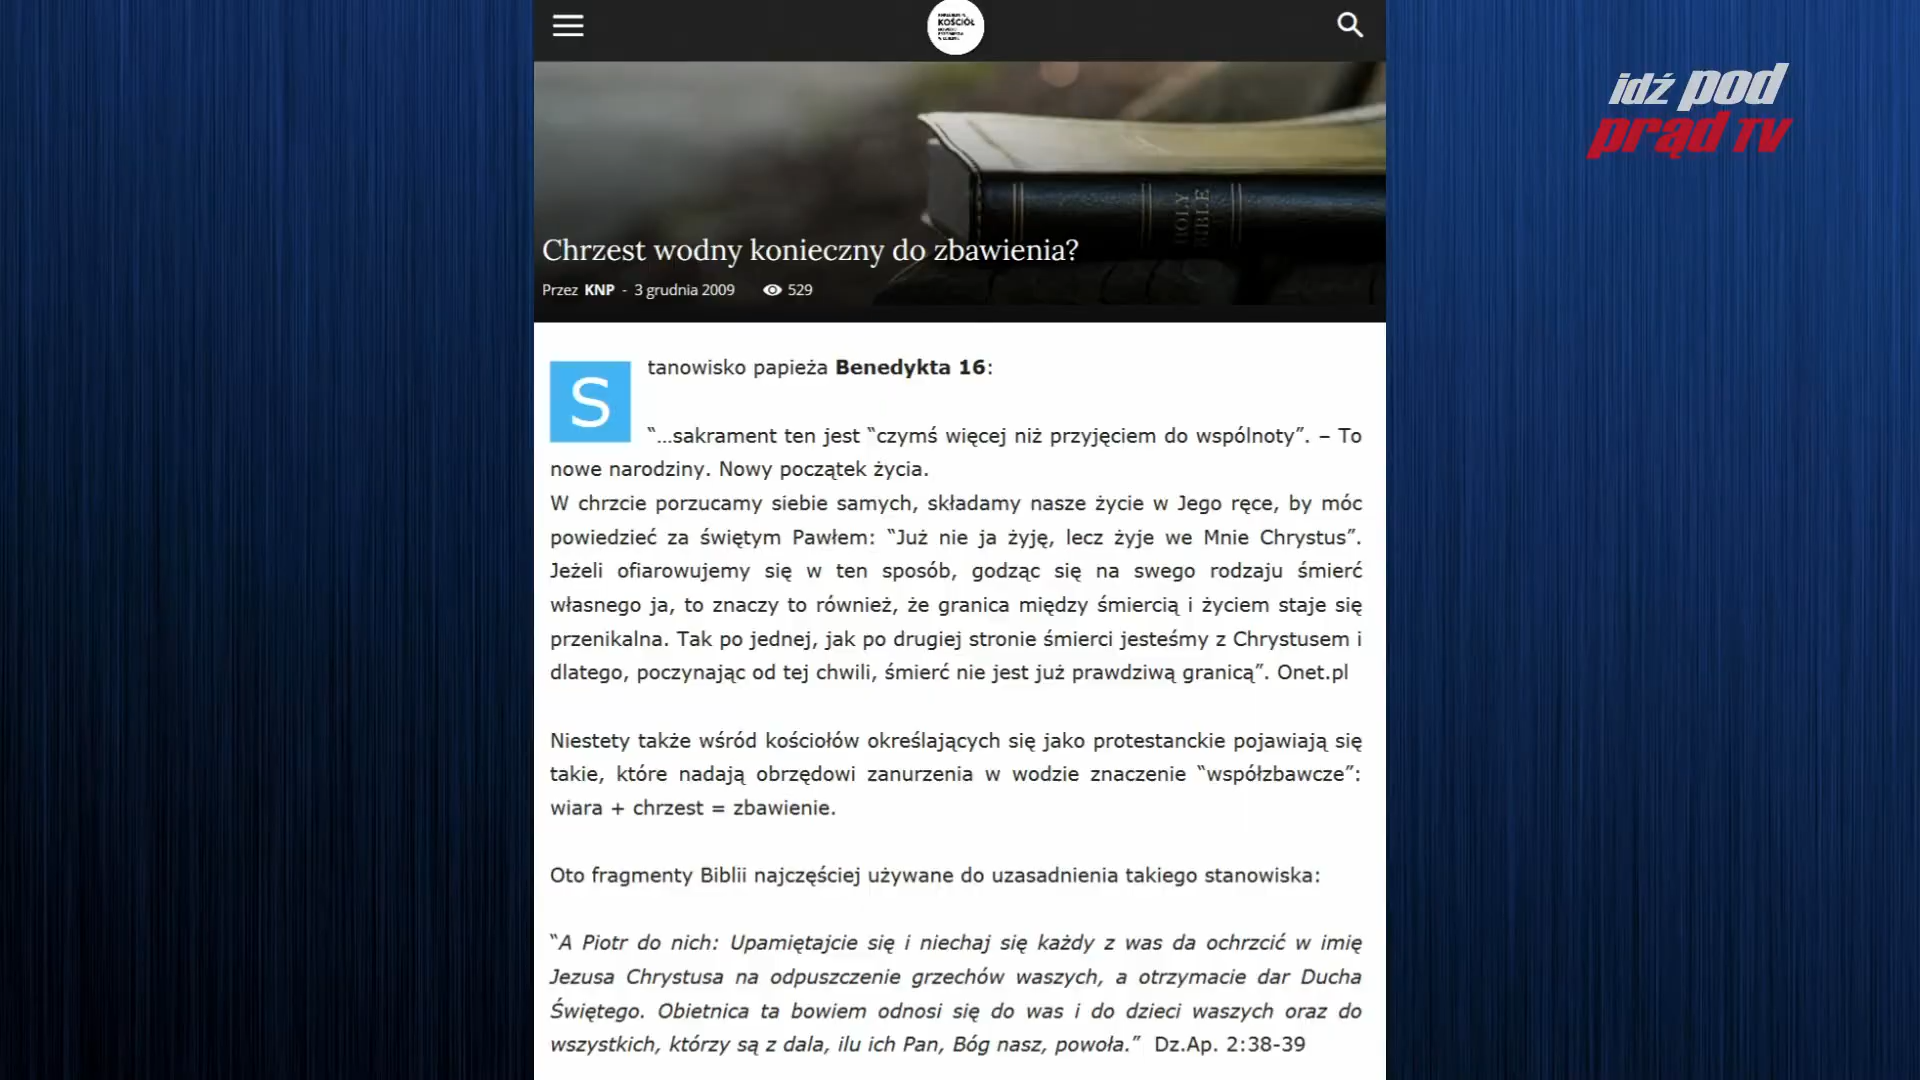 KOŚCIÓŁ
idź pod
prąd TV
HOLY BIBLE
Chrzest wodny konieczny do zbawienia?
Przez KNP - 3 grudnia 2009 529
Stanowisko papieża Benedykta 16:
“...sakrament ten jest “czymś więcej niż przyjęciem do wspólnoty”. – To
nowe narodziny. Nowy początek życia.
W chrzcie porzucamy siebie samych, składamy nasze życie w Jego ręce, by móc
powiedzieć za świętym Pawłem: “Już nie ja żyję, lecz żyje we Mnie Chrystus”.
Jeżeli ofiarowujemy się w ten sposób, godząc się na swego rodzaju śmierć
własnego ja, to znaczy to również, że granica między śmiercią i życiem staje się
przenikalna. Tak po jednej, jak po drugiej stronie śmierci jesteśmy z Chrystusem i
dlatego, poczynając od tej chwili, śmierć nie jest już prawdziwą granicą”. Onet.pl
Niestety także wśród kościołów określających się jako protestanckie pojawiają się
takie, które nadają obrzędowi zanurzenia w wodzie znaczenie “współzbawcze”:
wiara + chrzest = zbawienie.
Oto fragmenty Biblii najczęściej używane do uzasadnienia takiego stanowiska:
“A Piotr do nich: Upamiętajcie się i niechaj się każdy z was da ochrzcić w imię
Jezusa Chrystusa na odpuszczenie grzechów waszych, a otrzymacie dar Ducha
Świętego. Obietnica ta bowiem odnosi się do was i do dzieci waszych oraz do
wszystkich, którzy są z dala, ilu ich Pan, Bóg nasz, powoła.” Dz.Ap. 2:38-39